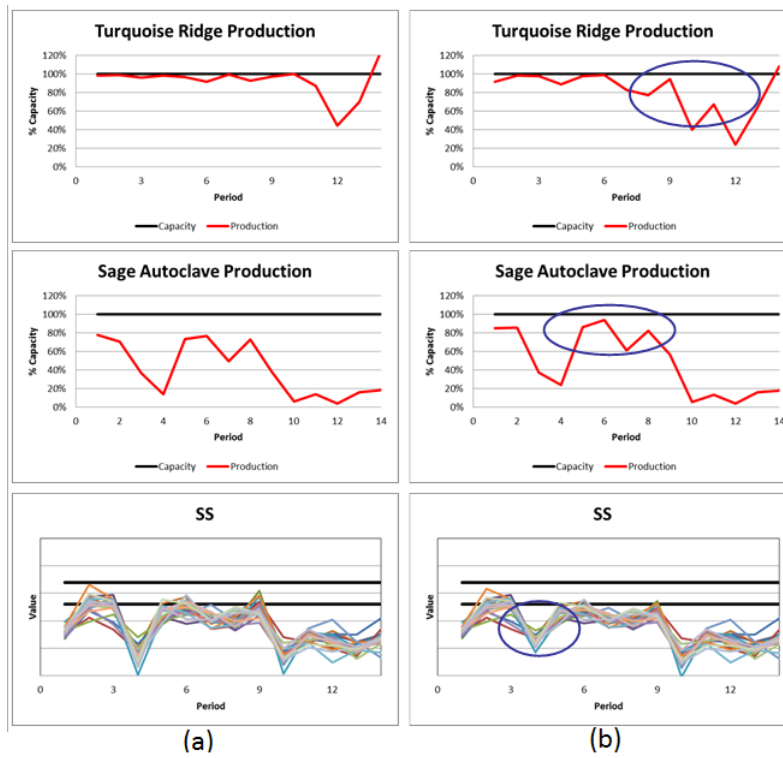 Turquoise Ridge Production
120%
100%
80%
60%
40%
20%
0%
% Capacity
0 3 6 9 12
Period
Capacity Production
Turquoise Ridge Production
120%
100%
80%
60%
40%
20%
0%
% Capacity
0 3 6 9 12
Period
Capacity Production
Sage Autoclave Production
120%
100%
80%
60%
40%
20%
0%
% Capacity
0 2 4 6 8 10 12 14
Period
Capacity Production
Sage Autoclave Production
120%
100%
80%
60%
40%
20%
0%
% Capacity
0 2 4 6 8 10 12 14
Period
Capacity Production
SS
Value
0 3 6 9 12
Period
SS
Value
0 3 6 9 12
Period
(a)
(b)